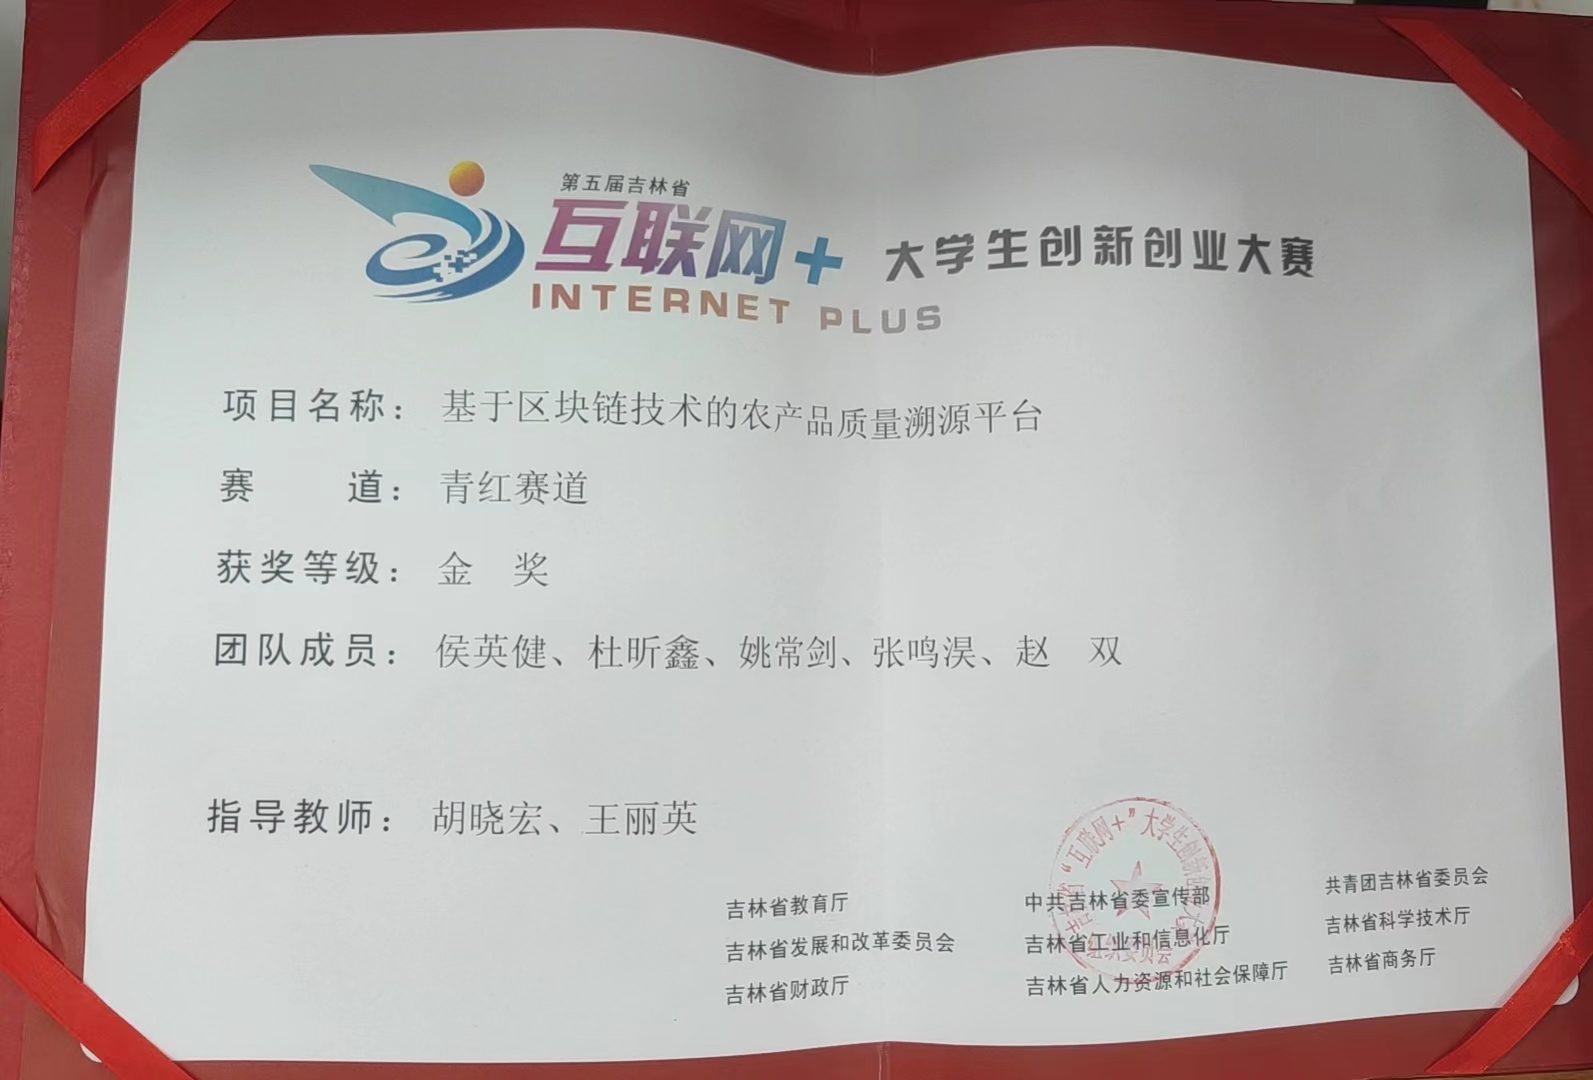 第五届吉林省
互联网+ 大学生创新创业大赛
INTERNET PLUS
项目名称： 基于区块链技术的农产品质量溯源平台
赛 道： 青红赛道
获奖等级： 金 奖
团队成员： 侯英健、杜昕鑫、姚常剑、张鸣淏、赵 双
指导教师： 胡晓宏、王丽英
吉林省教育厅 中共吉林省委宣传部 共青团吉林省委员会
吉林省发展和改革委员会 吉林省工业和信息化厅 吉林省科学技术厅
吉林省财政厅 吉林省人力资源和社会保障厅 吉林省商务厅
吉林省“互联网+”大学生创新创业大赛
组织委员会